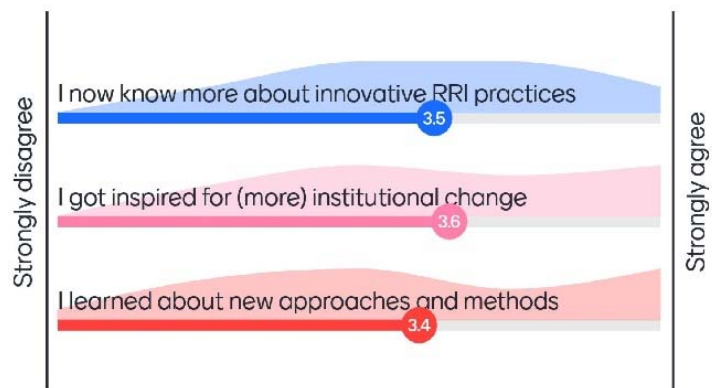 Strongly disagree
I now know more about innovative RRI practices
3.5
I got inspired for (more) institutional change
3.6
I learned about new approaches and methods
3.4
Strongly agree